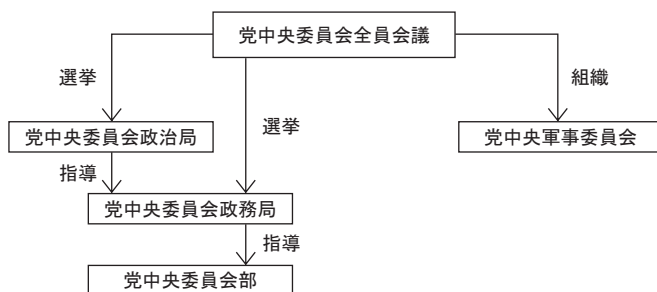 党中央委員会全員会議
選挙
組織
選挙
党中央委員会政治局
党中央軍事委員会
指導
党中央委員会政務局
指導
党中央委員会部